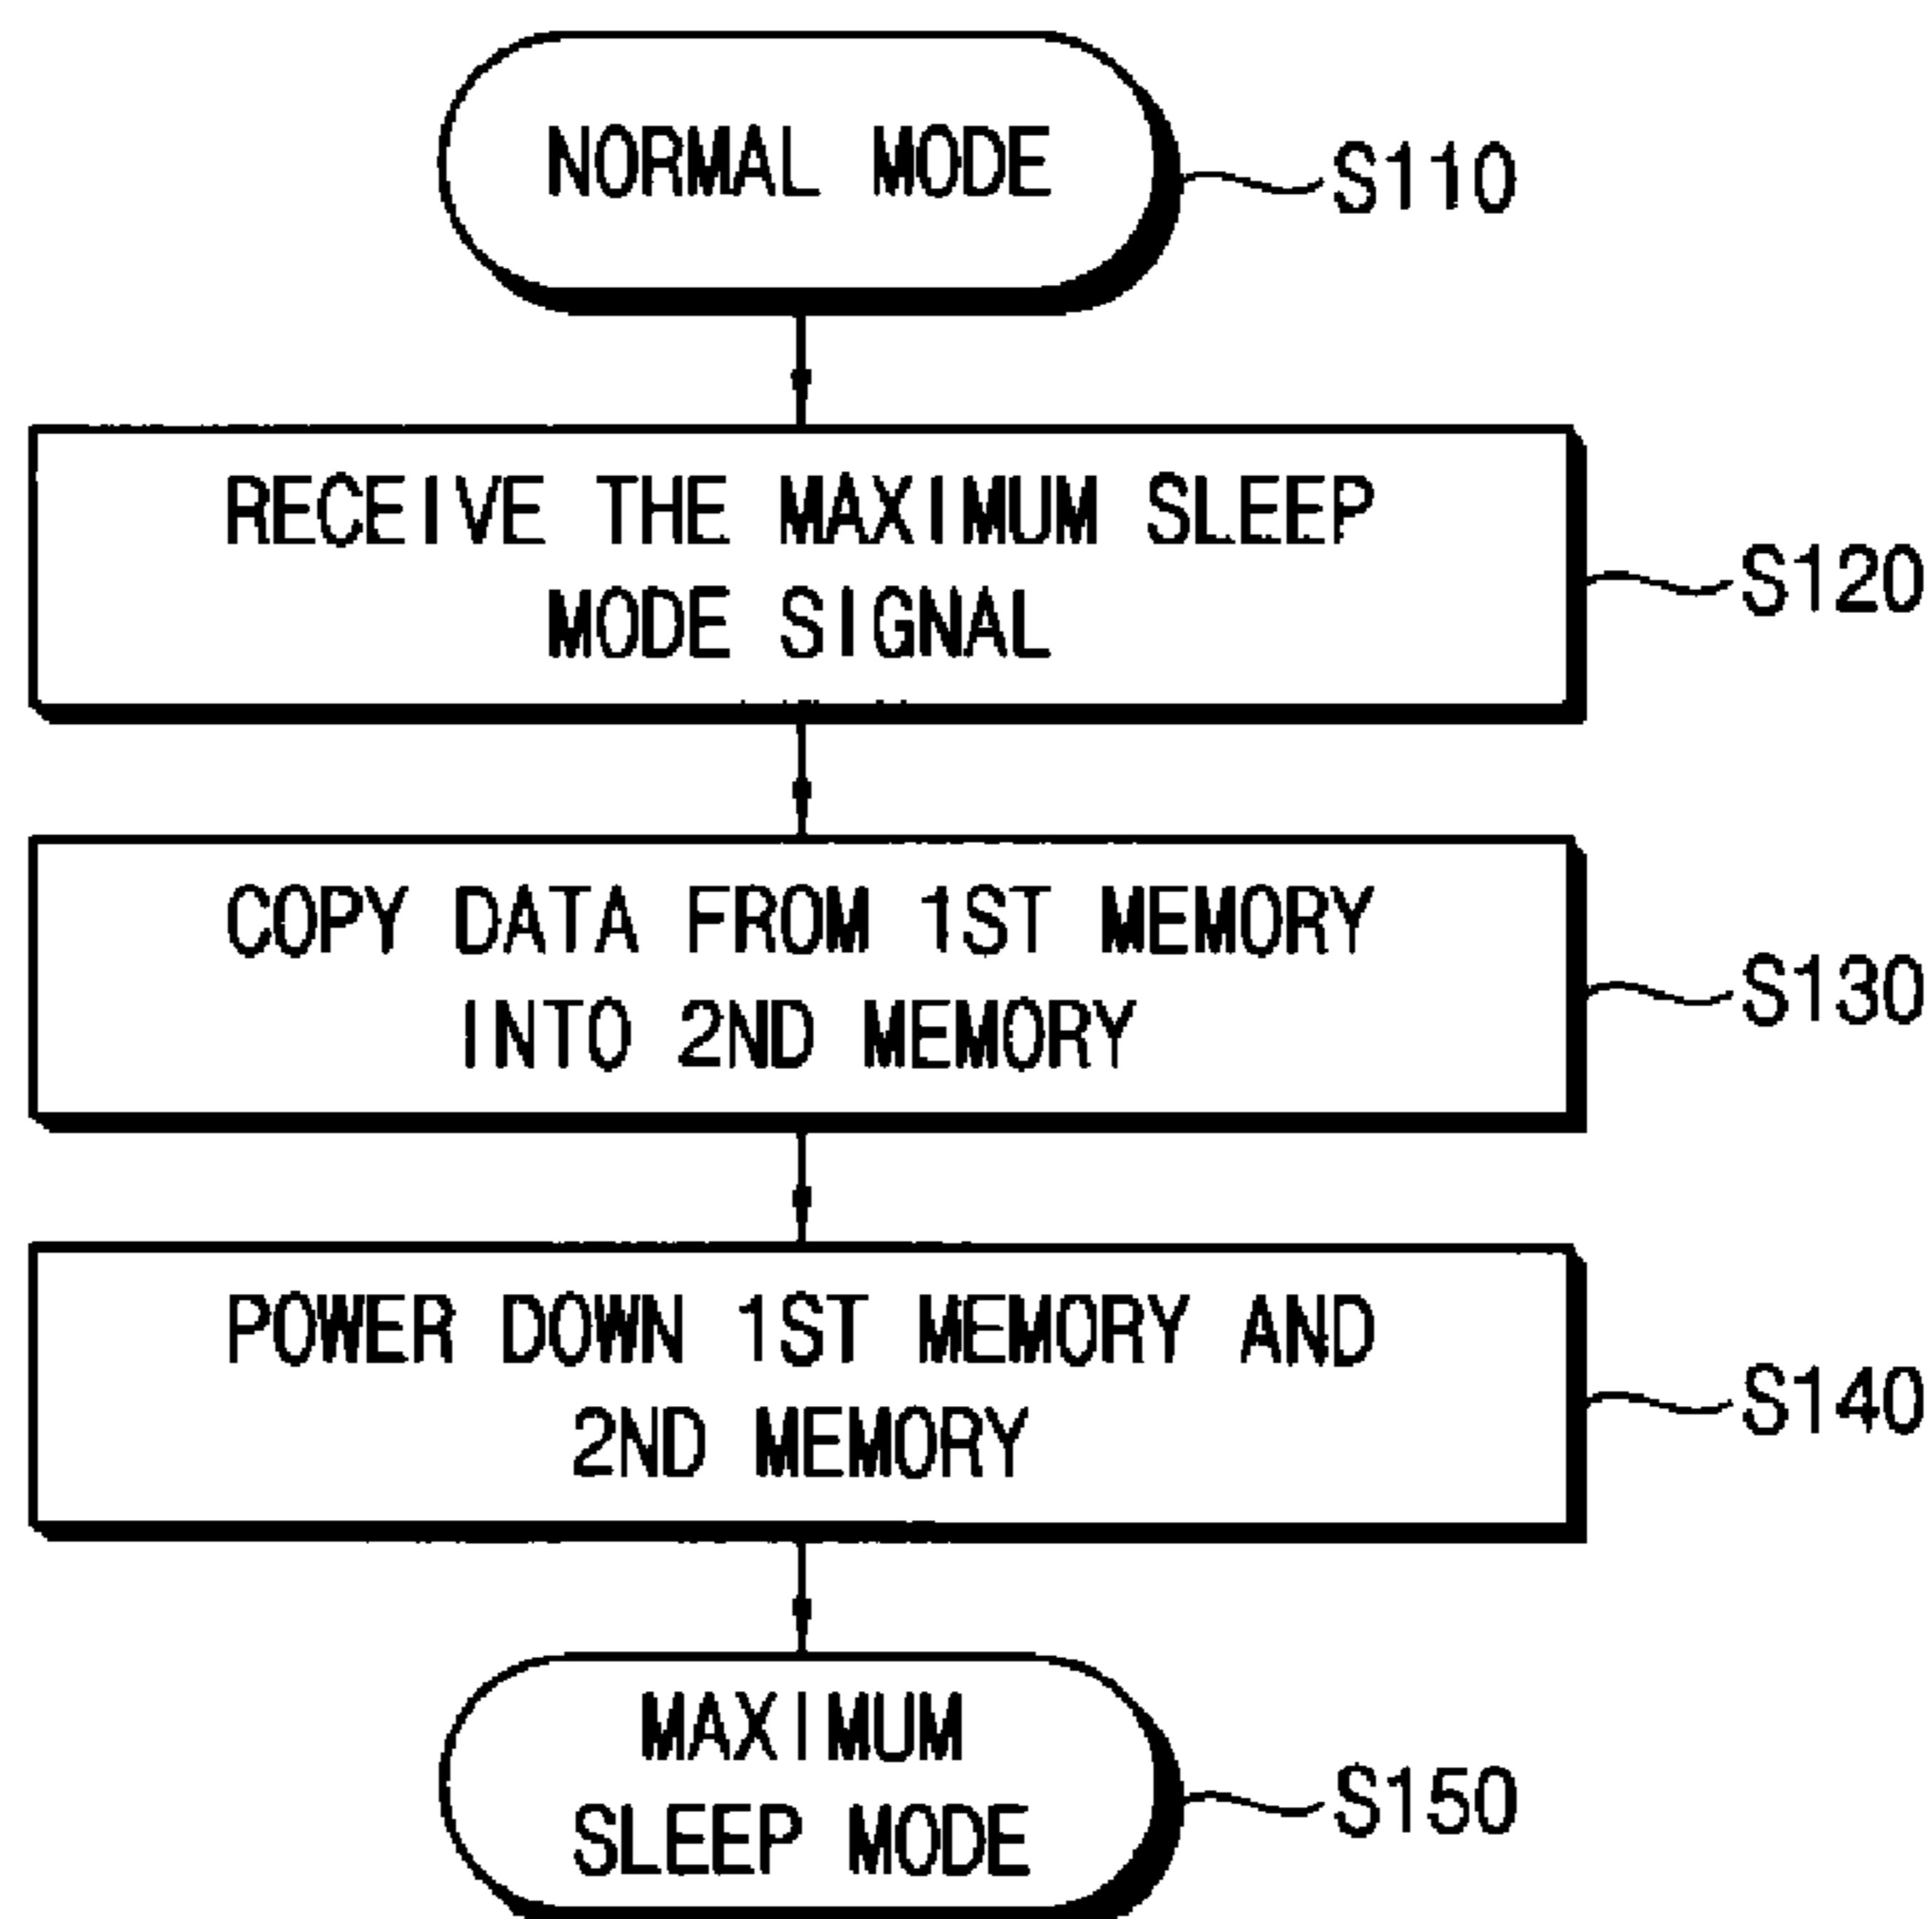 NORMAL MODE
S110
RECEIVE THE MAXIMUM SLEEP
MODE SIGNAL
S120
COPY DATA FROM 1ST MEMORY
INTO 2ND MEMORY
S130
POWER DOWN 1ST MEMORY AND
2ND MEMORY
S140
MAXIMUM
SLEEP MODE
S150